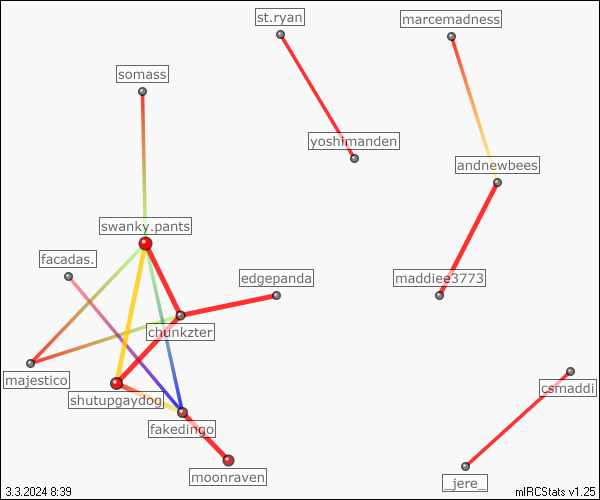 st.ryan
marcemadness
somass
yoshimanden
andnewbees
swanky.pants
facadas.
edgepanda
maddiee3773
chunkzter
majestico
csmaddi
shutupgaydog
fakedingo
moonraven
_jere_
3.3.2024 8:39
mIRCStats v1.25